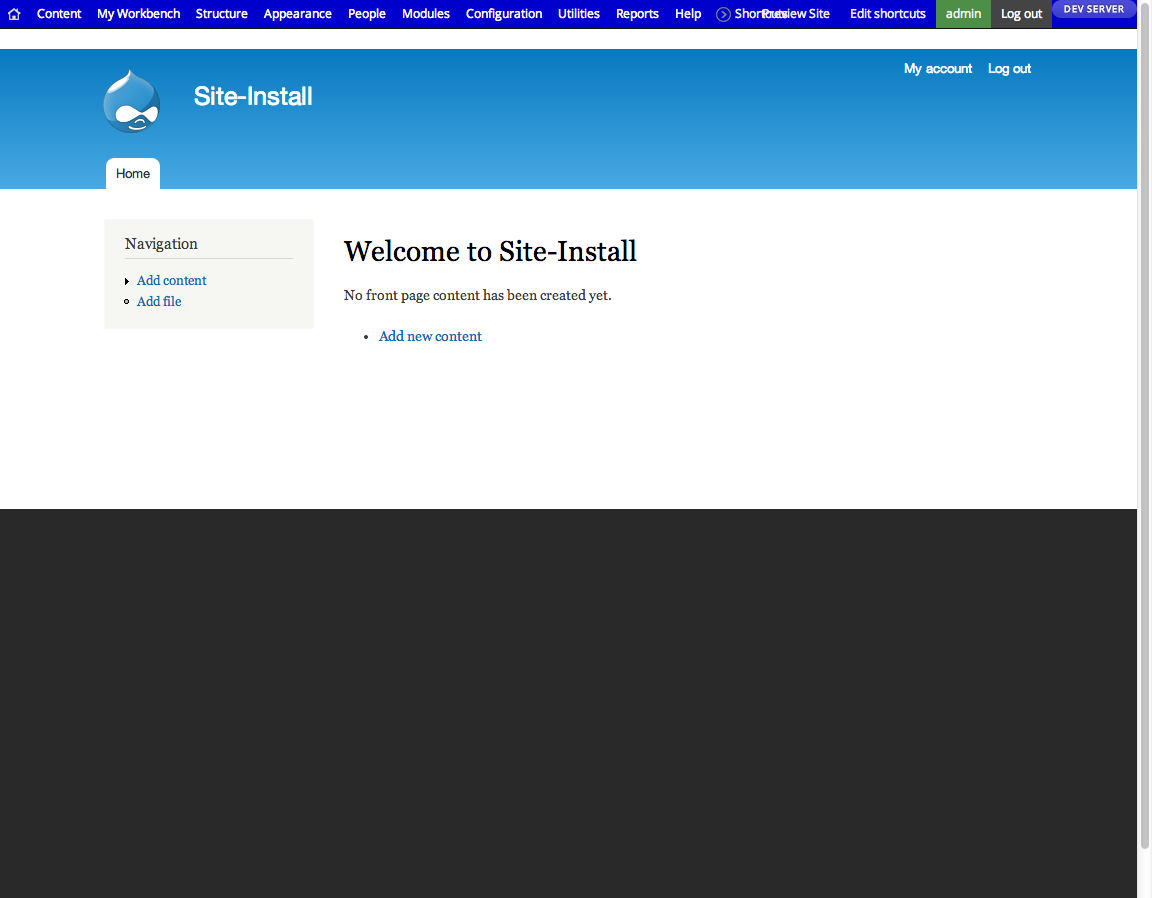 Content My Workbench Structure Appearance People Modules Configuration Utilities Reports Help Shortcuts Preview Site Edit shortcuts admin Log out DEV SERVER
My account Log out
Site-Install
Home
Navigation
Add content
Add file
Welcome to Site-Install
No front page content has been created yet.
Add new content